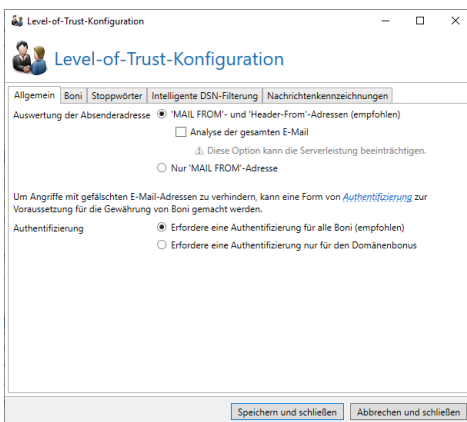 Level-of-Trust-Konfiguration
Level-of-Trust-Konfiguration
Allgemein Boni Stoppwörter Intelligente DSN-Filterung Nachrichtenkennzeichnungen
Auswertung der Absenderadresse 'MAIL FROM'- und 'Header-From'-Adressen (empfohlen)
Analyse der gesamten E-Mail
Diese Option kann die Serverleistung beeinträchtigen.
Nur 'MAIL FROM'-Adresse
Um Angriffe mit gefälschten E-Mail-Adressen zu verhindern, kann eine Form von Authentifizierung zur
Voraussetzung für die Gewährung von Boni gemacht werden.
Authentifizierung Erfordere eine Authentifizierung für alle Boni (empfohlen)
Erfordere eine Authentifizierung nur für den Domänenbonus
Speichern und schließen Abbrechen und schließen